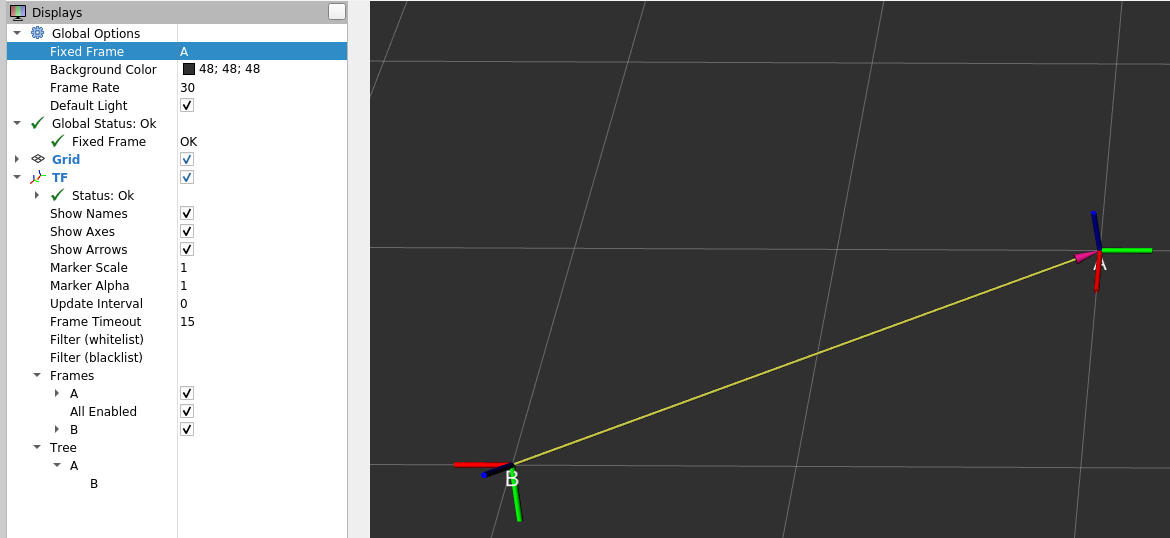 Displays
Global Options
Fixed Frame A
Background Color 48; 48; 48
Frame Rate 30
Default Light
Global Status: Ok
Fixed Frame OK
Grid
TF
Status: Ok
Show Names
Show Axes
Show Arrows
Marker Scale 1
Marker Alpha 1
Update Interval 0
Frame Timeout 15
Filter (whitelist)
Filter (blacklist)
Frames
A
All Enabled
B
Tree
A
B
A
B